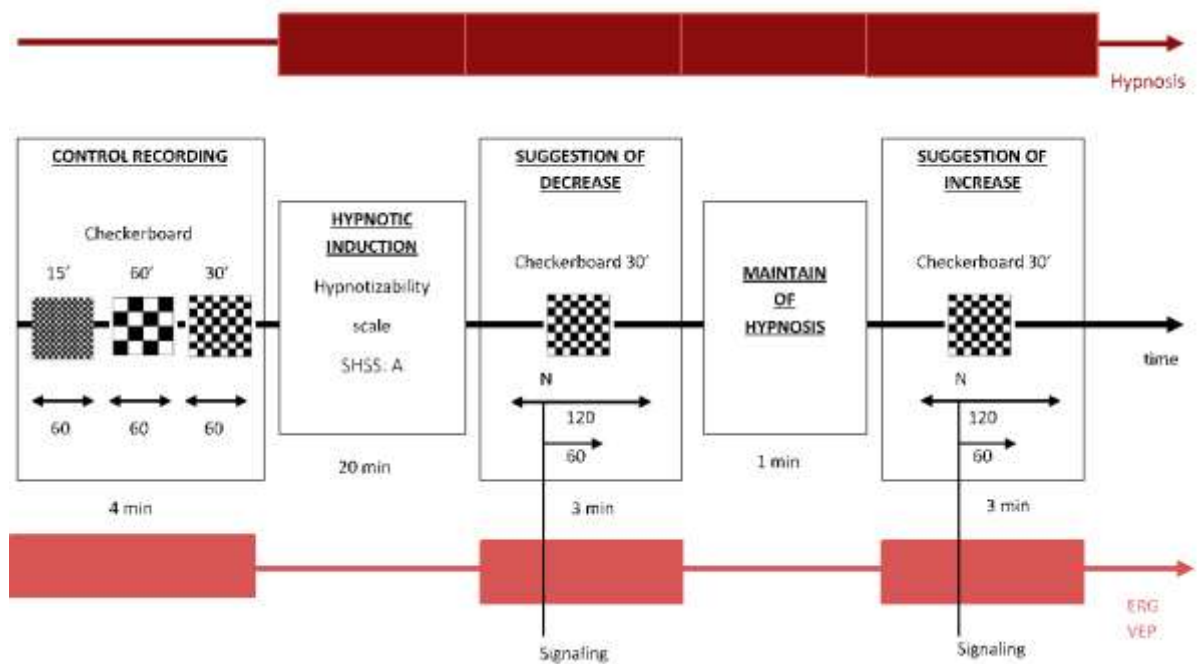 Hypnosis
CONTROL RECORDING
Checkerboard
15’ 60’ 30’
60 60 60
4 min
HYPNOTIC
INDUCTION
Hypnotizability
scale
SHSS: A
20 min
SUGGESTION OF
DECREASE
Checkerboard 30’
N
120
60
3 min
MAINTAIN
OF
HYPNOSIS
1 min
SUGGESTION OF
INCREASE
Checkerboard 30’
N
120
60
3 min
time
ERG
VEP
Signaling
Signaling